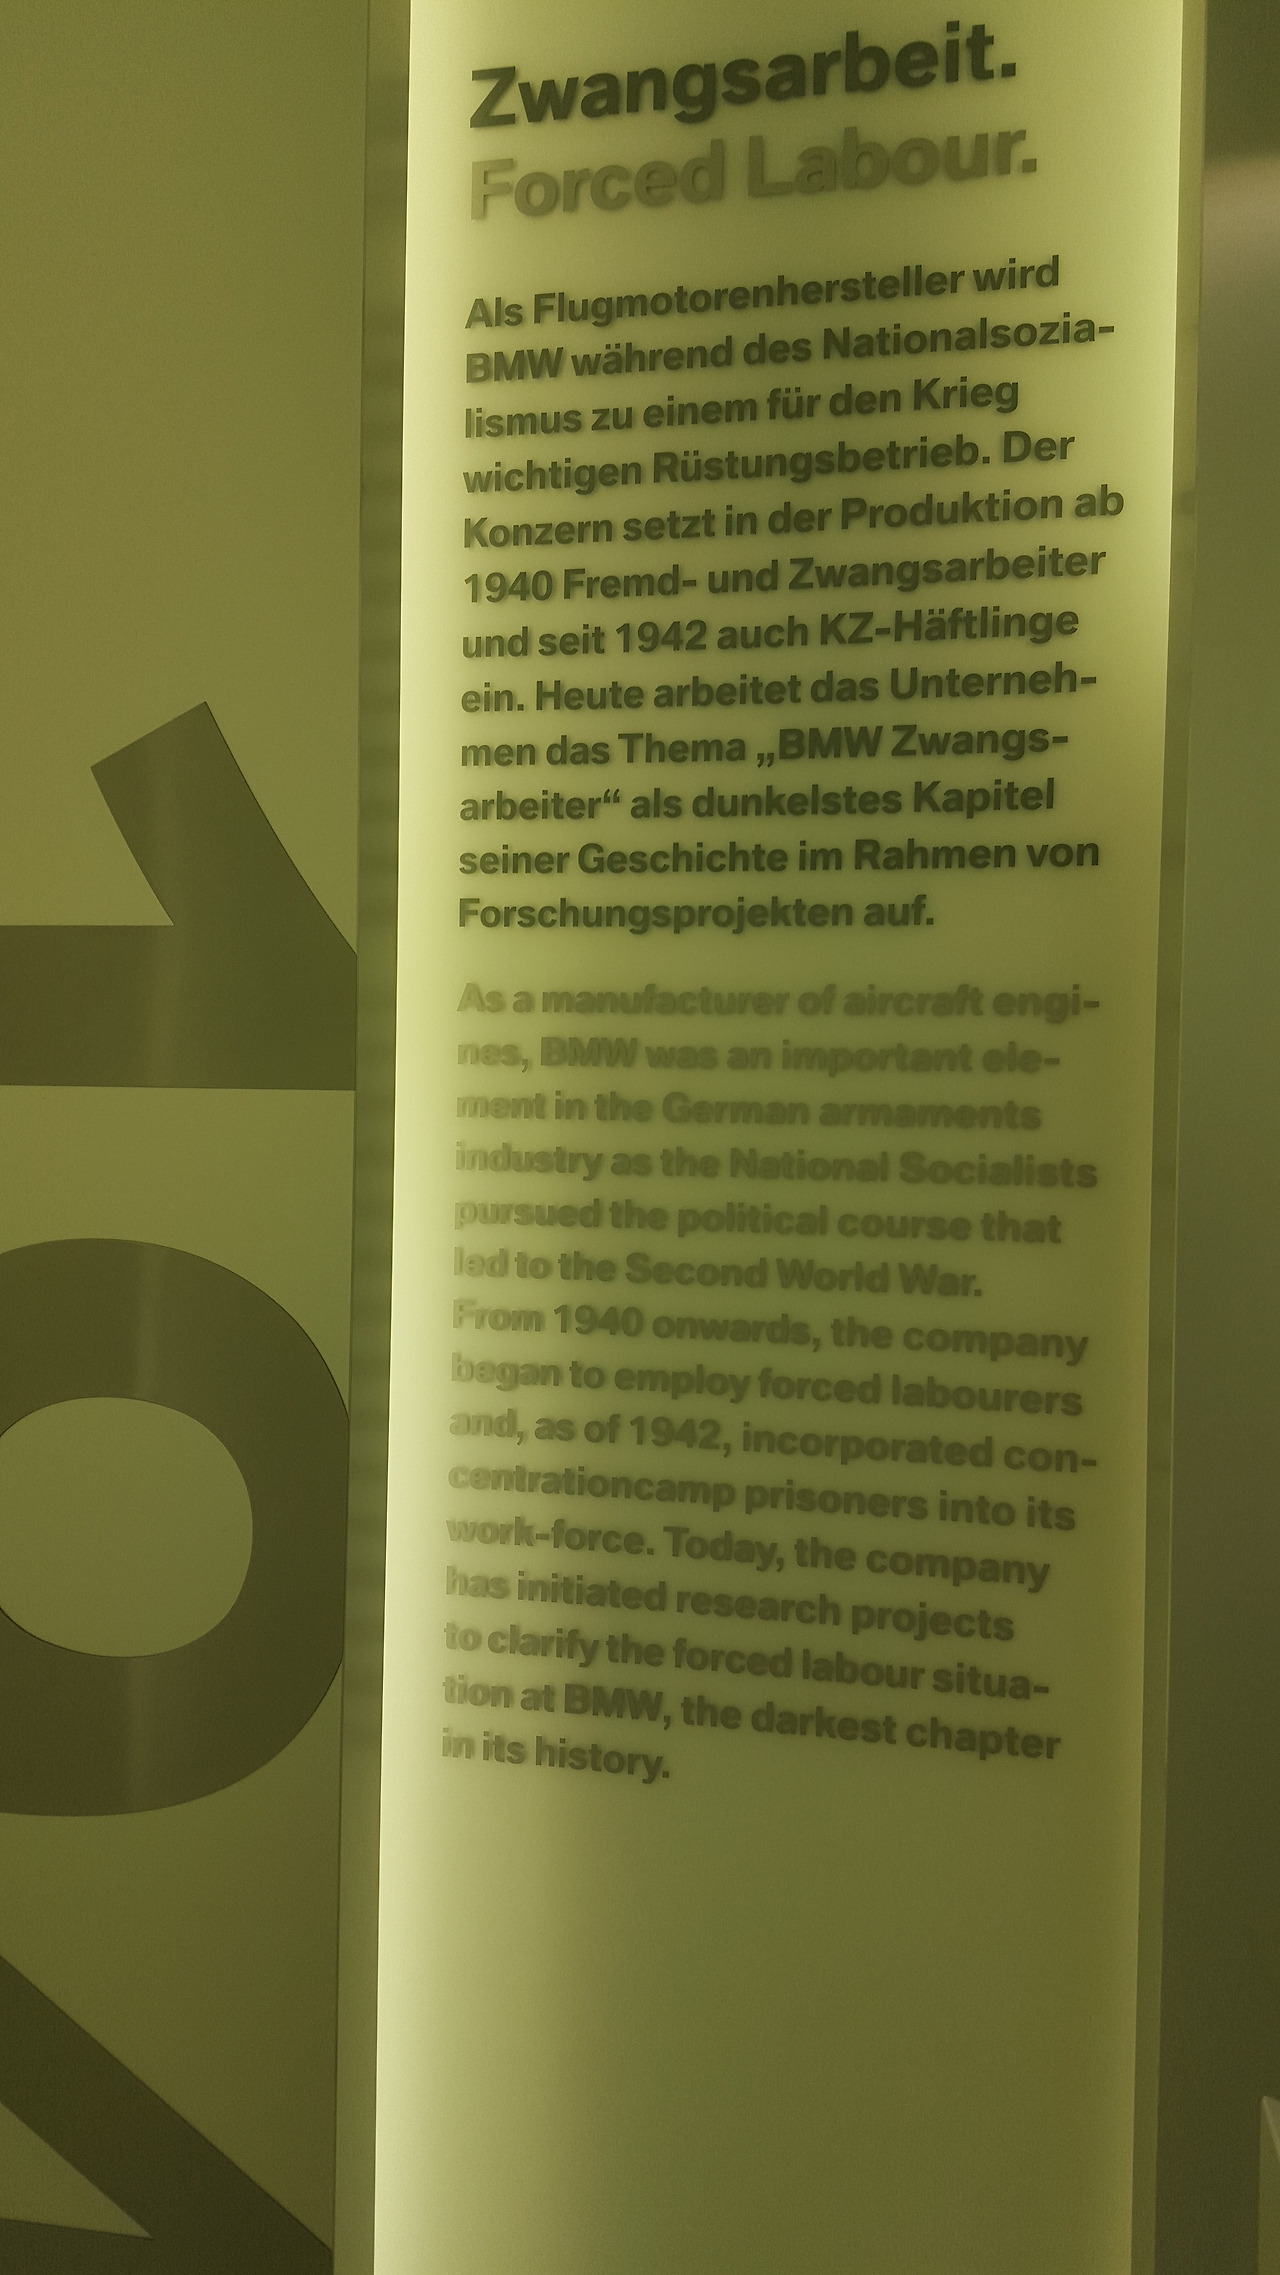 Zwangsarbeit.
Forced Labour.
Als Flugmotorenhersteller wird
BMW während des Nationalsozia-
lismus zu einem für den Krieg
wichtigen Rüstungsbetrieb. Der
Konzern setzt in der Produktion ab
1940 Fremd- und Zwangsarbeiter
und seit 1942 auch KZ-Häftlinge
ein. Heute arbeitet das Unterneh-
men das Thema „BMW Zwangs-
arbeiter“ als dunkelstes Kapitel
seiner Geschichte im Rahmen von
Forschungsprojekten auf.
As a manufacturer of aircraft engi-
nes, BMW was an important ele-
ment in the German armaments
industry as the National Socialists
pursued the political course that
led to the Second World War.
From 1940 onwards, the company
began to employ forced labourers
and, as of 1942, incorporated con-
centrationcamp prisoners into its
work-force. Today, the company
has initiated research projects
to clarify the forced labour situa-
tion at BMW, the darkest chapter
in its history.